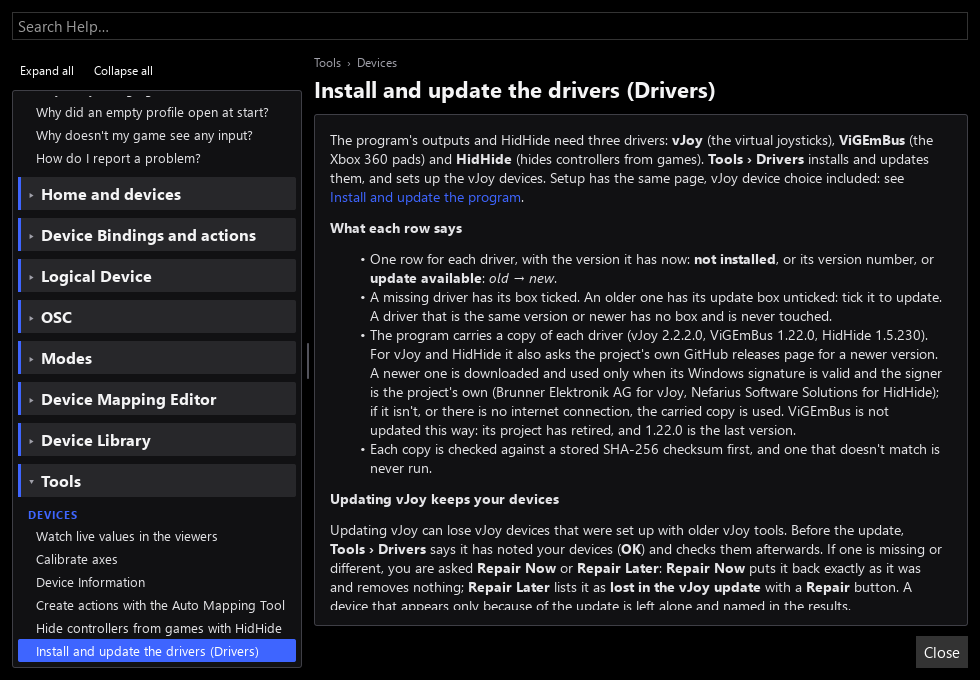 Search Help...
Expand all
Collapse all
Why did an empty profile open at start?
Why doesn't my game see any input?
How do I report a problem?
Home and devices
Device Bindings and actions
Logical Device
OSC
Modes
Device Mapping Editor
Device Library
Tools
DEVICES
Watch live values in the viewers
Calibrate axes
Device Information
Create actions with the Auto Mapping Tool
Hide controllers from games with HidHide
Install and update the drivers (Drivers)
Tools › Devices
Install and update the drivers (Drivers)
The program's outputs and HidHide need three drivers: vJoy (the virtual joysticks), ViGEmBus (the
Xbox 360 pads) and HidHide (hides controllers from games). Tools › Drivers installs and updates
them, and sets up the vJoy devices. Setup has the same page, vJoy device choice included: see
Install and update the program.
What each row says
• One row for each driver, with the version it has now: not installed, or its version number, or
update available: old → new.
• A missing driver has its box ticked. An older one has its update box unticked: tick it to update.
A driver that is the same version or newer has no box and is never touched.
• The program carries a copy of each driver (vJoy 2.2.2.0, ViGEmBus 1.22.0, HidHide 1.5.230).
For vJoy and HidHide it also asks the project's own GitHub releases page for a newer version.
A newer one is downloaded and used only when its Windows signature is valid and the signer
is the project's own (Brunner Elektronik AG for vJoy, Nefarius Software Solutions for HidHide);
if it isn't, or there is no internet connection, the carried copy is used. ViGEmBus is not
updated this way: its project has retired, and 1.22.0 is the last version.
• Each copy is checked against a stored SHA-256 checksum first, and one that doesn't match is
never run.
Updating vJoy keeps your devices
Updating vJoy can lose vJoy devices that were set up with older vJoy tools. Before the update,
Tools › Drivers says it has noted your devices (OK) and checks them afterwards. If one is missing or
different, you are asked Repair Now or Repair Later: Repair Now puts it back exactly as it was
and removes nothing; Repair Later lists it as lost in the vJoy update with a Repair button. A
device that appears only because of the update is left alone and named in the results.
Close